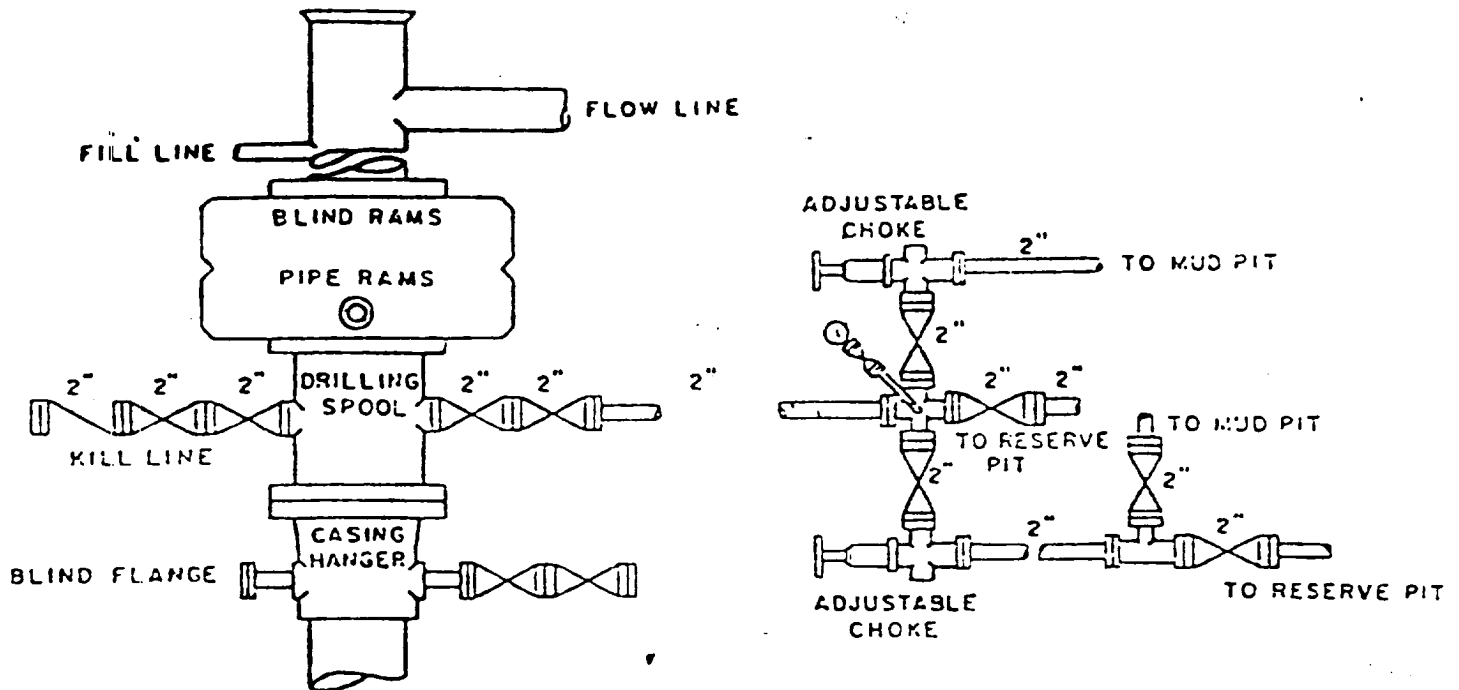 FLOW LINE
FILL LINE
BLIND RAMS
PIPE RAMS
2" 2" 2" DRILLING 2" 2" 2"
SPOOL
KILL LINE
CASING
HANGER
BLIND FLANGE
ADJUSTABLE
CHOKE
2"
TO MUD PIT
2"
2" 2"
TO RESERVE
PIT
TO MUD PIT
2"
2"
2"
2"
TO RESERVE PIT
ADJUSTABLE
CHOKE